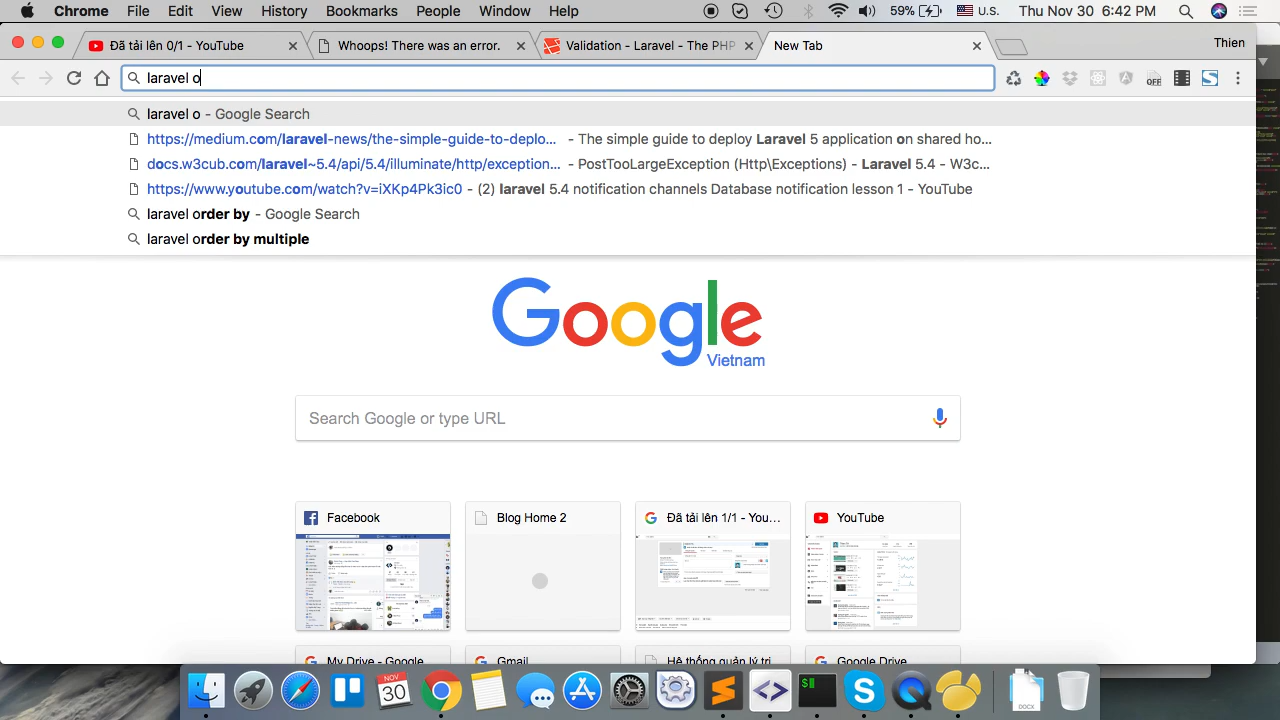 Chrome File Edit View History Bookmarks People Window Help 59% U.S. Thu Nov 30 6:42 PM
Đã tải lên 0/1 - YouTube
Whoops! There was an error.
Validation - Laravel - The PHP
New Tab
Thien
laravel o
OFF
laravel o - Google Search
https://medium.com/laravel-news/the-simple-guide-to-deplo... - The simple guide to deploy Laravel 5 application on shared ho...
docs.w3cub.com/laravel~5.4/api/5.4/illuminate/http/exception... - PostTooLargeException (Http\Exceptions) - Laravel 5.4 - W3c...
https://www.youtube.com/watch?v=iXKp4Pk3ic0 - (2) laravel 5.4 notification channels Database notification lesson 1 - YouTube
laravel order by - Google Search
laravel order by multiple
Google
Vietnam
Search Google or type URL
Facebook
Blog Home 2
Đã tải lên 1/1 - You...
YouTube
My Drive - Google
Gmail
Hệ thống quản lý tri
Google Drive
NOV
30
DOCX